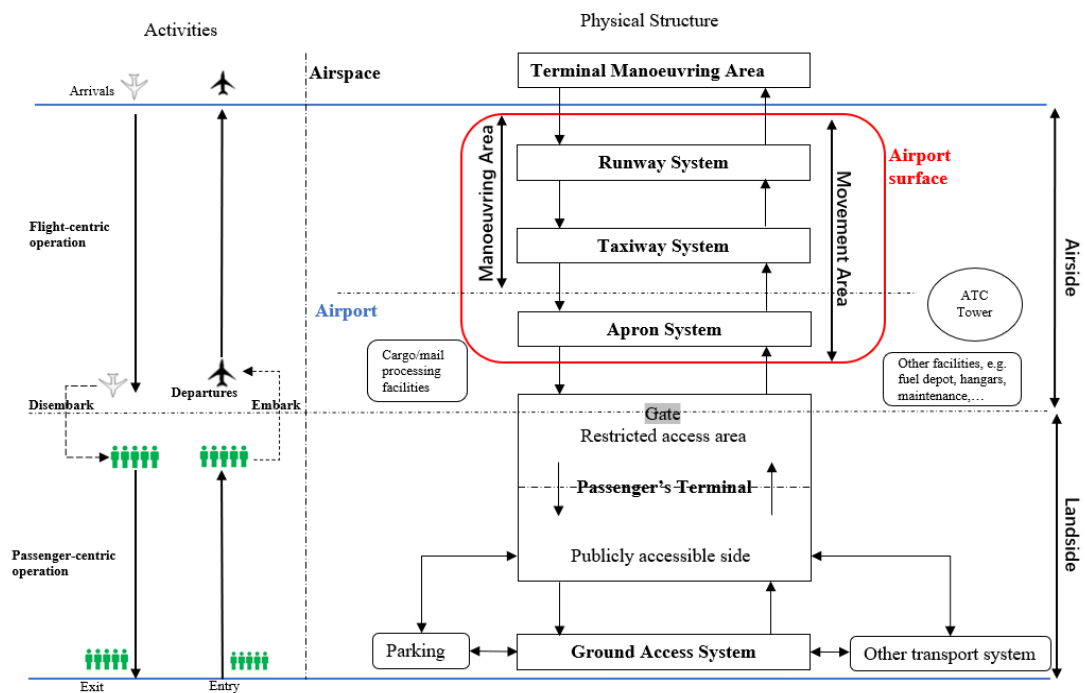 Physical Structure
Activities
Airspace
Terminal Manoeuvring Area
Arrivals
Manoeuvring Area
Movement Area
Airport
surface
Runway System
Flight-centric
operation
Taxiway System
Airside
Airport
ATC
Tower
Apron System
Cargo/mail
processing
facilities
Other facilities, e.g.
fuel depot, hangars,
maintenance,…
Departures
Disembark
Embark
Gate
Restricted access area
Passenger’s Terminal
Landside
Passenger-centric
operation
Publicly accessible side
Parking
Ground Access System
Other transport system
Exit
Entry